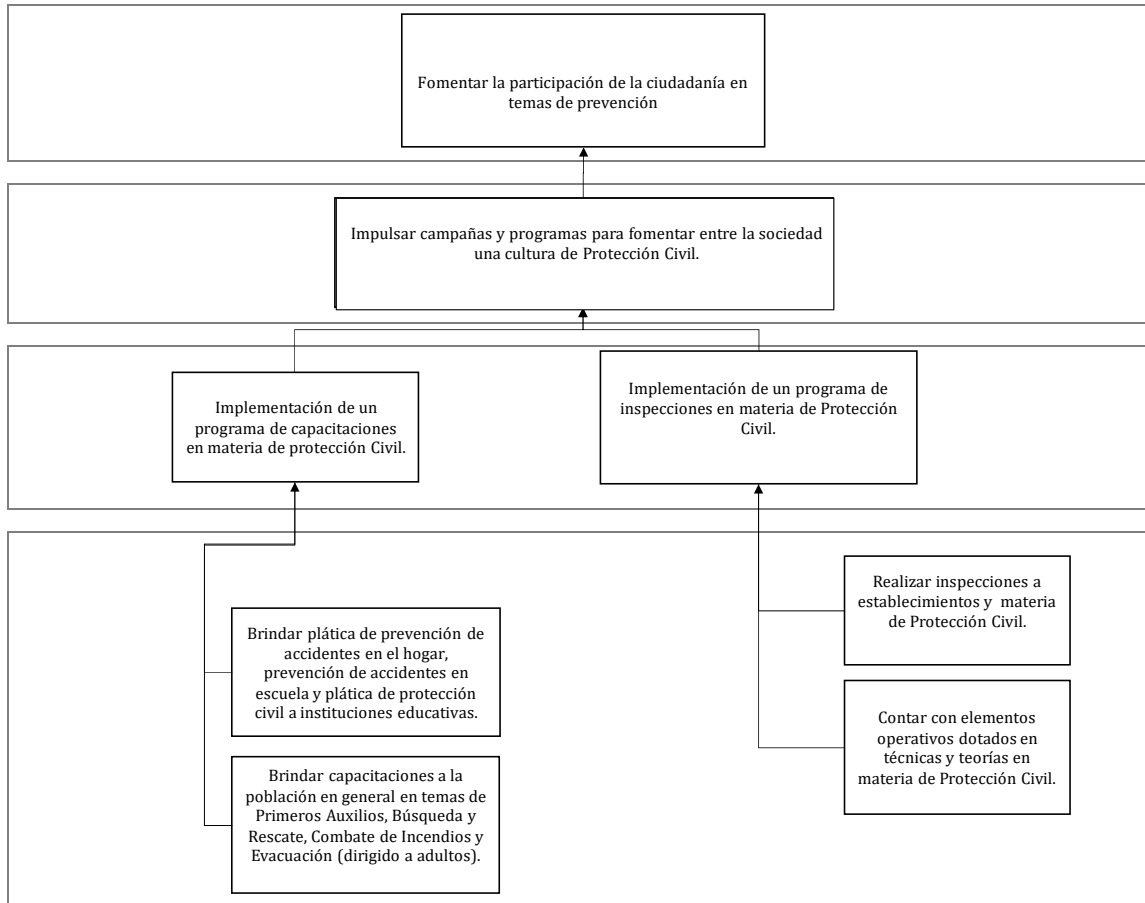 Fomentar la participación de la ciudadanía en
temas de prevención
Impulsar campañas y programas para fomentar entre la sociedad
una cultura de Protección Civil.
Implementación de un
programa de capacitaciones
en materia de protección Civil.
Implementación de un programa de
inspecciones en materia de Protección
Civil.
Brindar plática de prevención de
accidentes en el hogar,
prevención de accidentes en
escuela y plática de protección
civil a instituciones educativas.
Brindar capacitaciones a la
población en general en temas de
Primeros Auxilios, Búsqueda y
Rescate, Combate de Incendios y
Evacuación (dirigido a adultos).
Realizar inspecciones a
establecimientos y materia
de Protección Civil.
Contar con elementos
operativos dotados en
técnicas y teorías en
materia de Protección Civil.